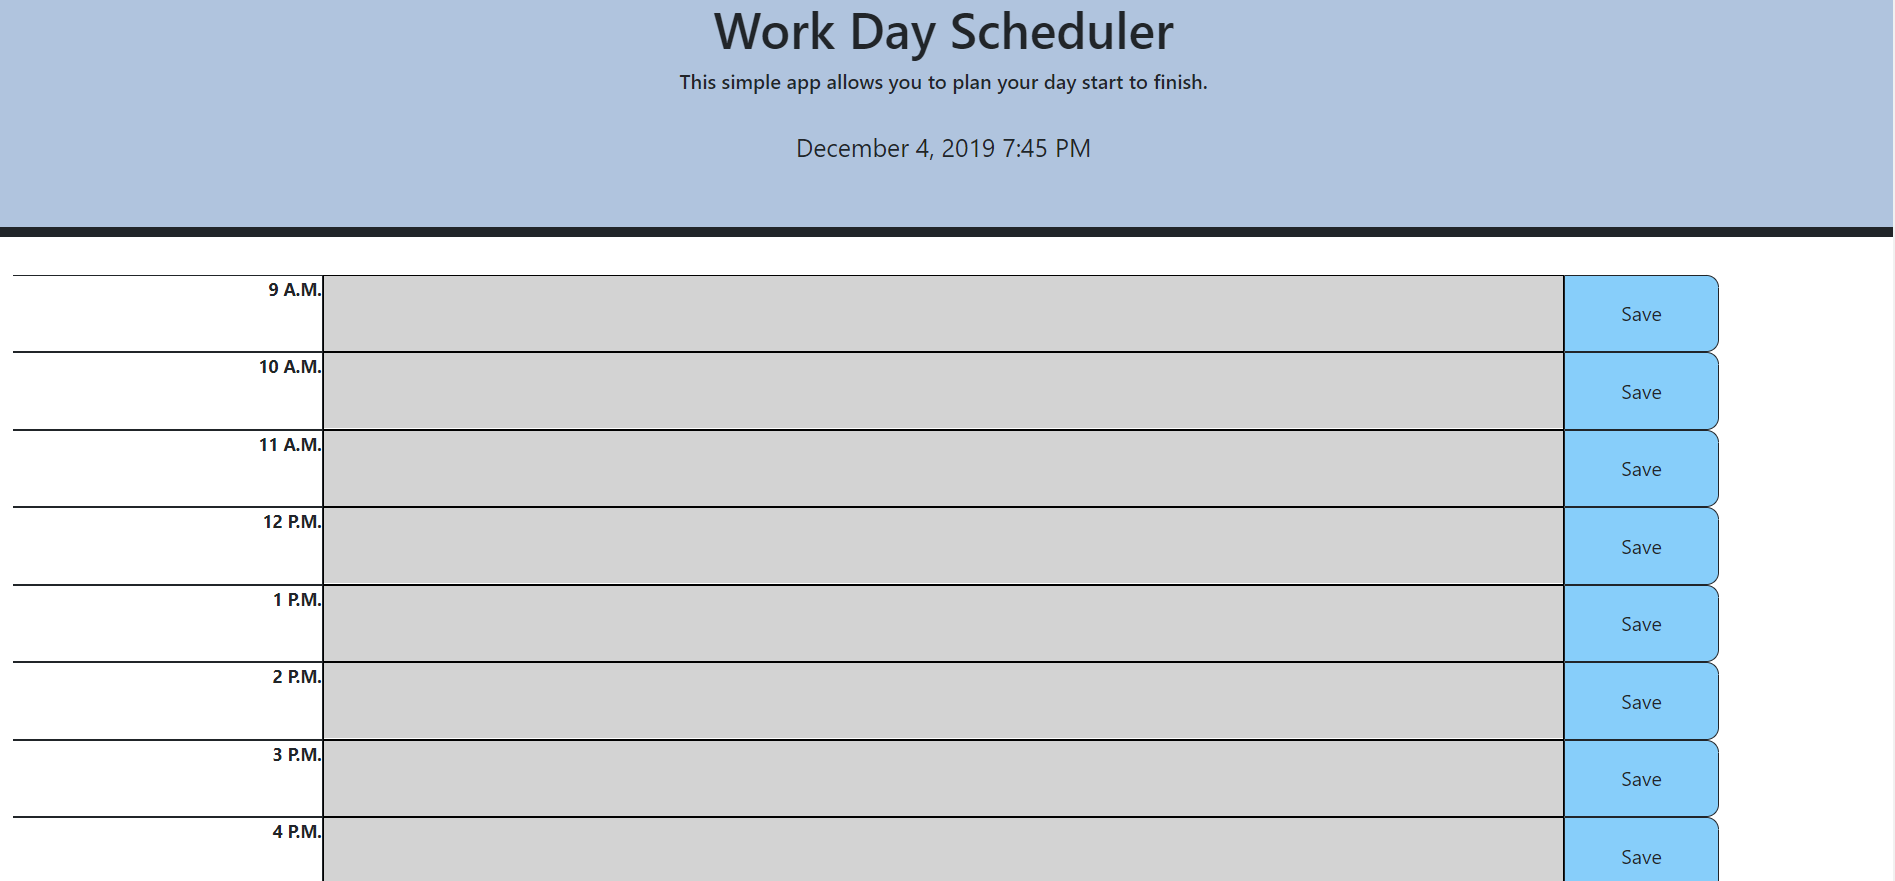 Work Day Scheduler
This simple app allows you to plan your day start to finish.
December 4, 2019 7:45 PM
9 A.M. Save
10 A.M. Save
11 A.M. Save
12 P.M. Save
1 P.M. Save
2 P.M. Save
3 P.M. Save
4 P.M. Save